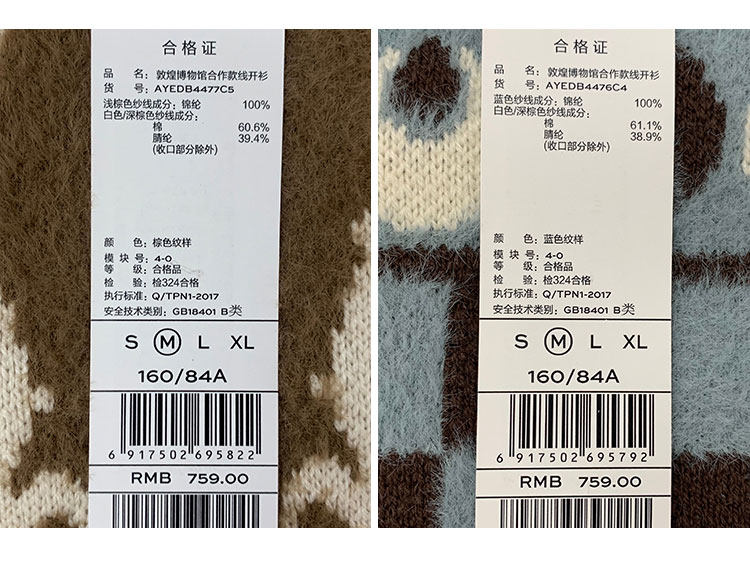 合格证
品 名：敦煌博物馆合作款线开衫
货 号：AYEDB4477C5
浅棕色纱线成分：锦纶 100%
白色/深棕色纱线成分：
棉 60.6%
腈纶 39.4%
(收口部分除外)
颜 色：棕色纹样
模 块 号：4-0
等 级：合格品
检 验：检324合格
执行标准：Q/TPN1-2017
安全技术类别：GB18401 B类
S M L XL
160/84A
6 917502 695822
RMB 759.00
合格证
品 名：敦煌博物馆合作款线开衫
货 号：AYEDB4476C4
蓝色纱线成分：锦纶 100%
白色/深棕色纱线成分：
棉 61.1%
腈纶 38.9%
(收口部分除外)
颜 色：蓝色纹样
模 块 号：4-0
等 级：合格品
检 验：检324合格
执行标准：Q/TPN1-2017
安全技术类别：GB18401 B类
S M L XL
160/84A
6 917502 695792
RMB 759.00